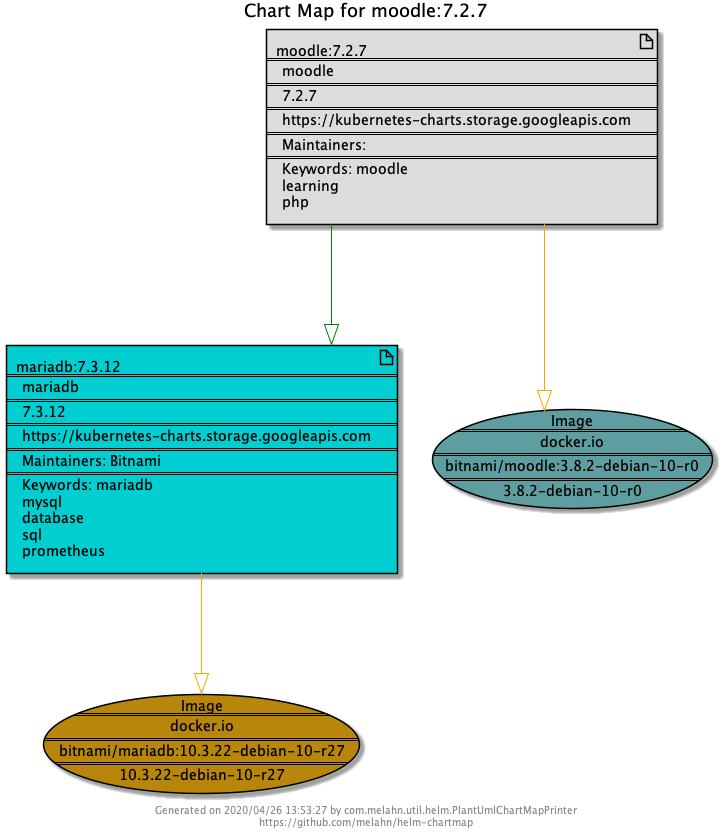 Chart Map for moodle:7.2.7
moodle:7.2.7
moodle
7.2.7
https://kubernetes-charts.storage.googleapis.com
Maintainers:
Keywords: moodle
learning
php
mariadb:7.3.12
mariadb
7.3.12
https://kubernetes-charts.storage.googleapis.com
Maintainers: Bitnami
Keywords: mariadb
mysql
database
sql
prometheus
Image
docker.io
bitnami/moodle:3.8.2-debian-10-r0
3.8.2-debian-10-r0
Image
docker.io
bitnami/mariadb:10.3.22-debian-10-r27
10.3.22-debian-10-r27
Generated on 2020/04/26 13:53:27 by com.melahn.util.helm.PlantUmlChartMapPrinter
https://github.com/melahn/helm-chartmap